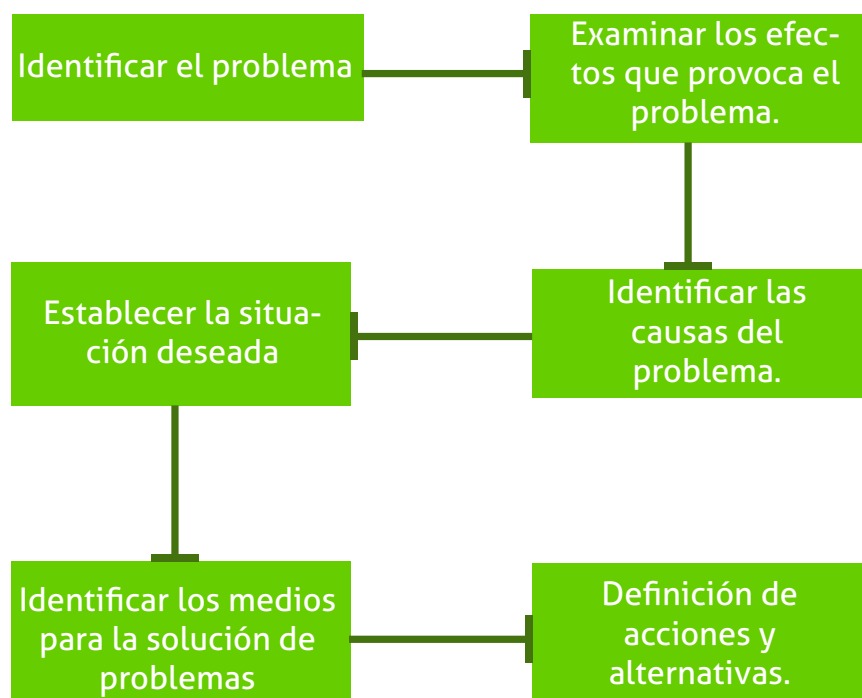 Identificar el problema
Examinar los efec-
tos que provoca el
problema.
Identificar las
causas del
problema.
Establecer la situa-
ción deseada
Identificar los medios
para la solución de
problemas
Definición de
acciones y
alternativas.